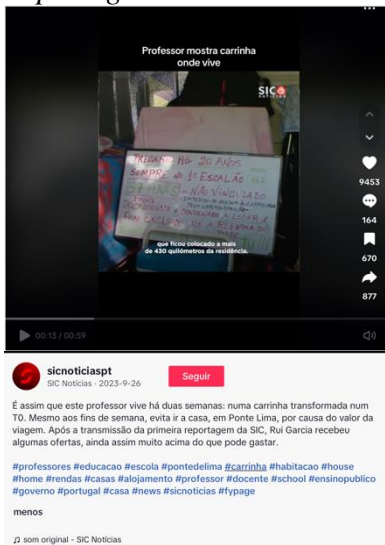 Professor mostra carrinha
onde vive
SIC
NOTÍCIAS
PRECÁRIO HÁ 20 ANOS
SEMPRE NO 1º ESCALÃO
57 ANOS NÃO VINCULADO
que ficou colocado a mais
de 430 quilómetros da residência.
9453
164
670
877
00:13 / 00:59
sicnoticiaspt
SIC Notícias · 2023-9-26
Seguir
É assim que este professor vive há duas semanas: numa carrinha transformada num
T0. Mesmo aos fins de semana, evita ir a casa, em Ponte Lima, por causa do valor da
viagem. Após a transmissão da primeira reportagem da SIC, Rui Garcia recebeu
algumas ofertas, ainda assim muito acima do que pode gastar.
#professores #educacao #escola #pontedelima #carrinha #habitacao #house
#home #rendas #casas #alojamento #professor #docente #school #ensinopublico
#governo #portugal #casa #news #sicnoticias #fypage
menos
♫ som original - SIC Notícias